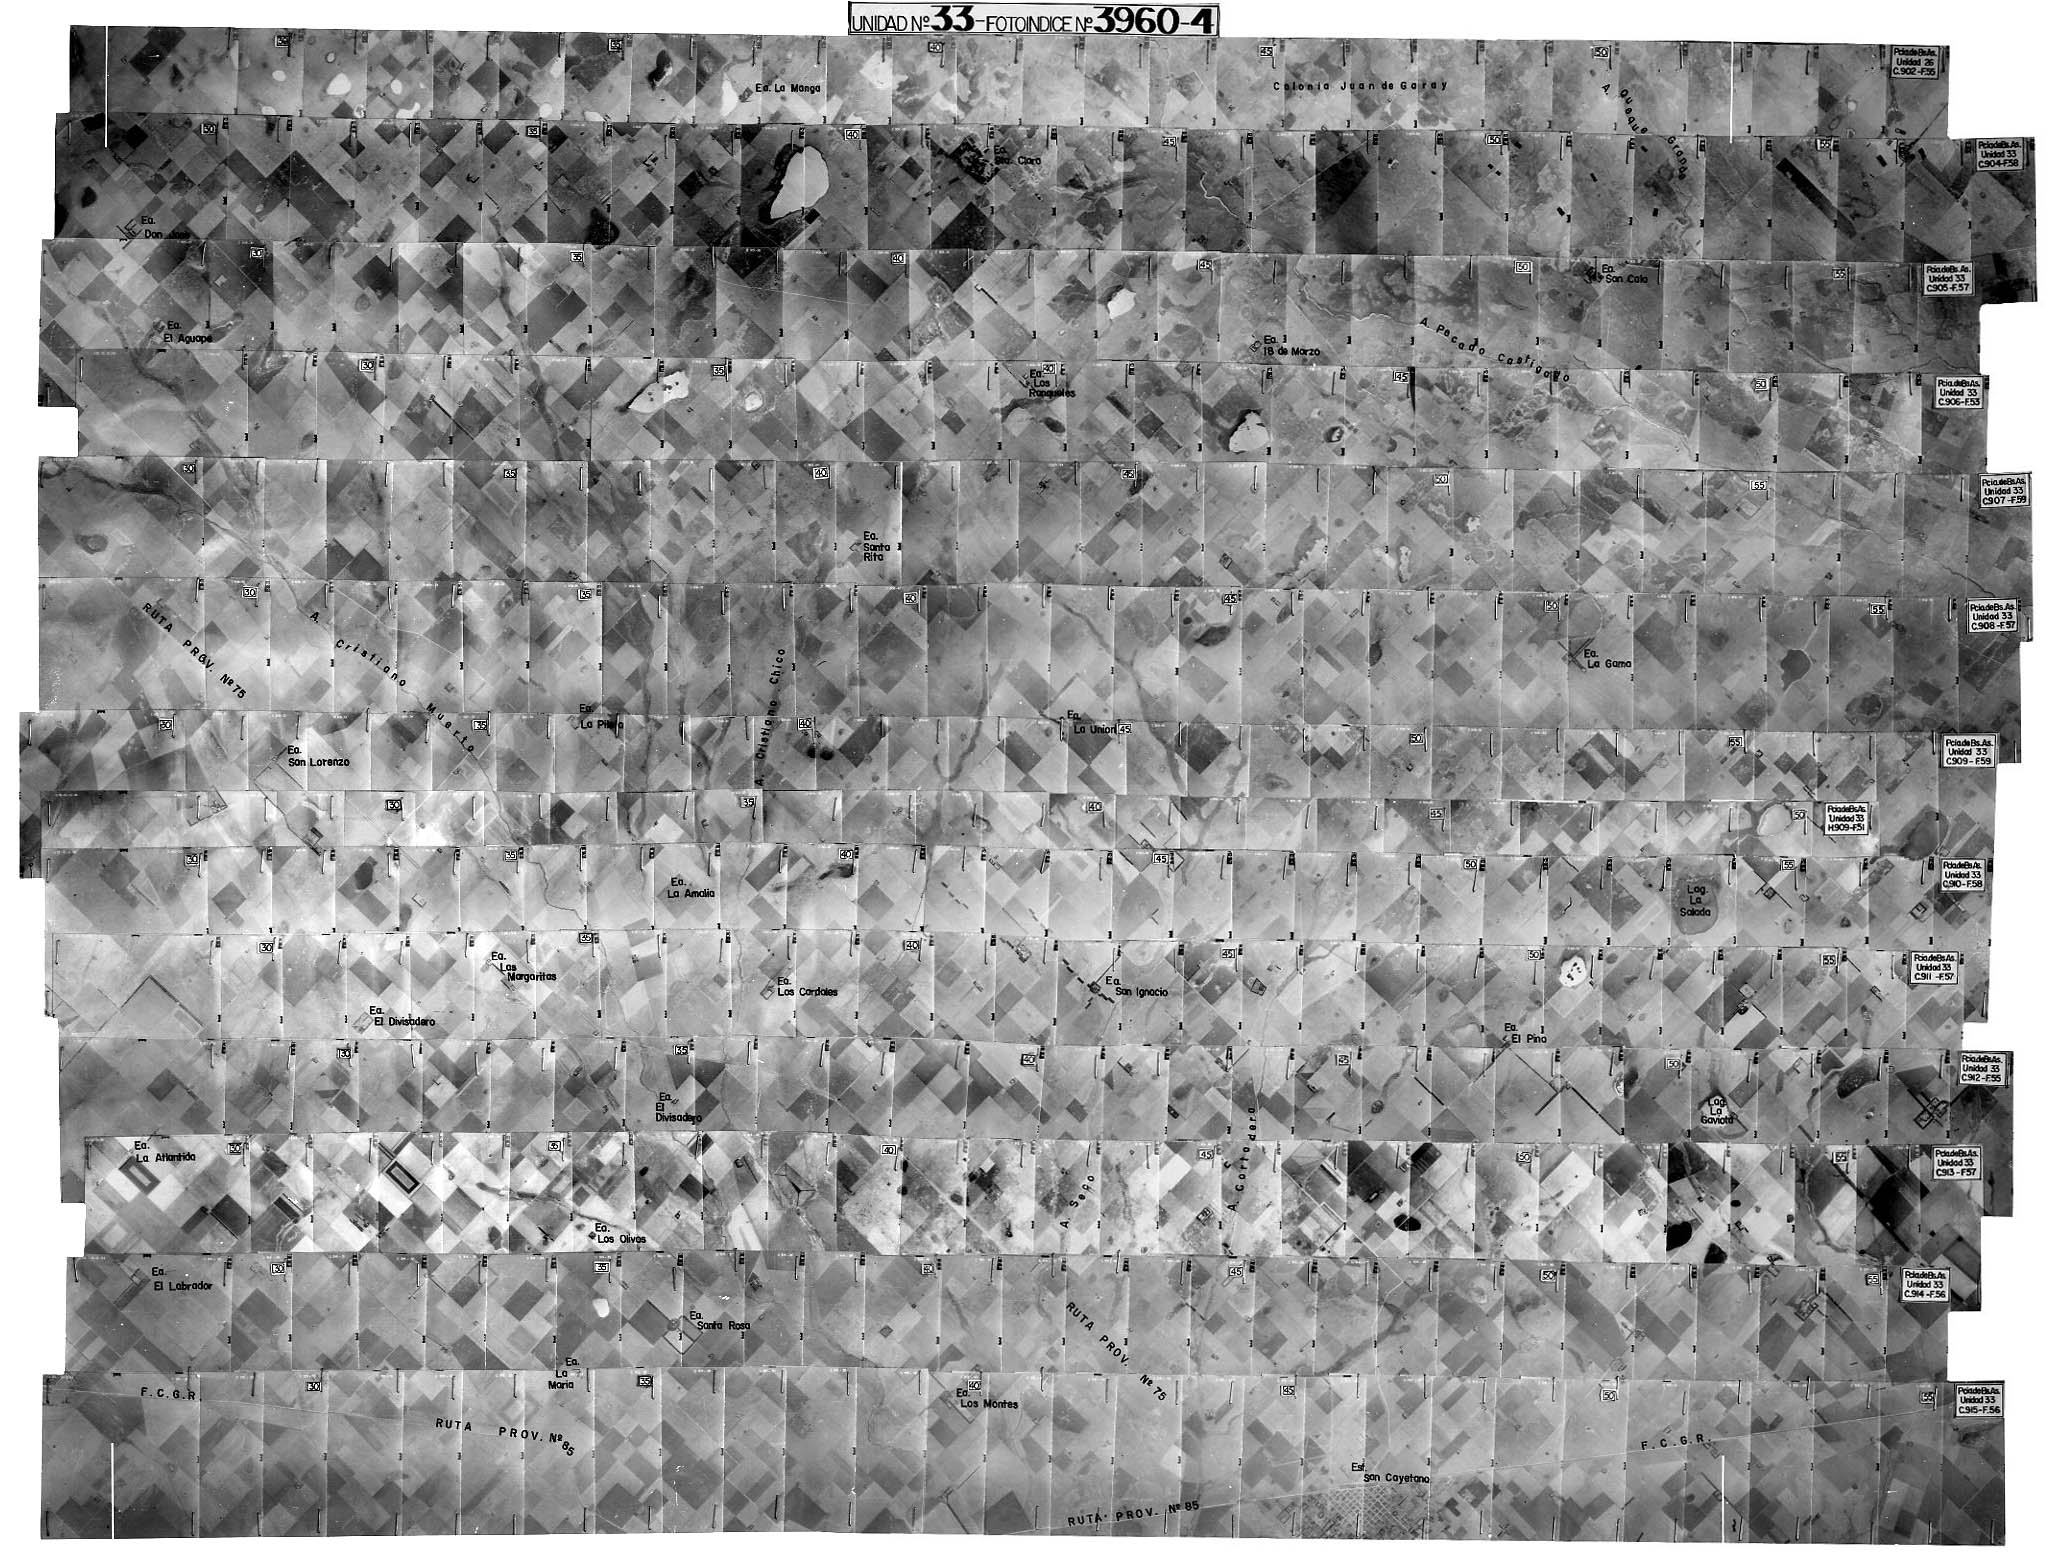 UNIDAD Nº 33 - FOTOINDICE Nº 3960-4
Pcia.de Bs.As.
Unidad 26
C.902-F.55
Ea. La Manga
Colonia Juan de Garay
A. Quequen Grande
Pcia.de Bs.As.
Unidad 33
C.904-F.58
Ea.
Sta. Clara
Ea.
Don Jose
Pcia.de Bs.As.
Unidad 33
C.905-F.57
Ea.
San Cala
Ea.
El Aguape
Ea.
18 de Marzo
A. Pescado Castigado
Pcia.de Bs.As.
Unidad 33
C.906-F.53
Ea.
Los
Ranqueles
Pcia.de Bs.As.
Unidad 33
C.907-F.59
Ea.
Santa
Rita
Pcia.de Bs.As.
Unidad 33
C.908-F.57
RUTA PROV. Nº 75
A. Cristiano Muerto
A. Cristiano Chico
Ea.
La Gama
Ea.
Ea.
La Union
Pcia.de Bs.As.
Unidad 33
C.909-F.59
Ea.
San Lorenzo
Pcia.de Bs.As.
Unidad 33
H.909-F.51
Pcia.de Bs.As.
Unidad 33
C.910-F.58
Ea.
La Amalia
Lag.
La
Salada
Pcia.de Bs.As.
Unidad 33
C.911-F.57
Ea.
Las
Margaritas
Ea.
Los Cardales
Ea.
San Ignacio
Ea.
El Divisadero
Ea.
El Pino
Pcia.de Bs.As.
Unidad 33
C.912-F.55
Ea.
El
Divisadero
Lag.
La
Gaviota
A. Cortadera
Pcia.de Bs.As.
Unidad 33
C.913-F.57
Ea.
La Atlantida
A. Seco
Ea.
Los Olivos
Pcia.de Bs.As.
Unidad 33
C.914-F.56
Ea.
El Labrador
Ea.
Santa Rosa
RUTA PROV. Nº 75
Ea.
La
Maria
Pcia.de Bs.As.
Unidad 33
C.915-F.56
F.C.G.R.
Ea.
Los Montes
RUTA PROV. Nº 85
F.C.G.R.
Est.
San Cayetano
RUTA PROV. Nº 85